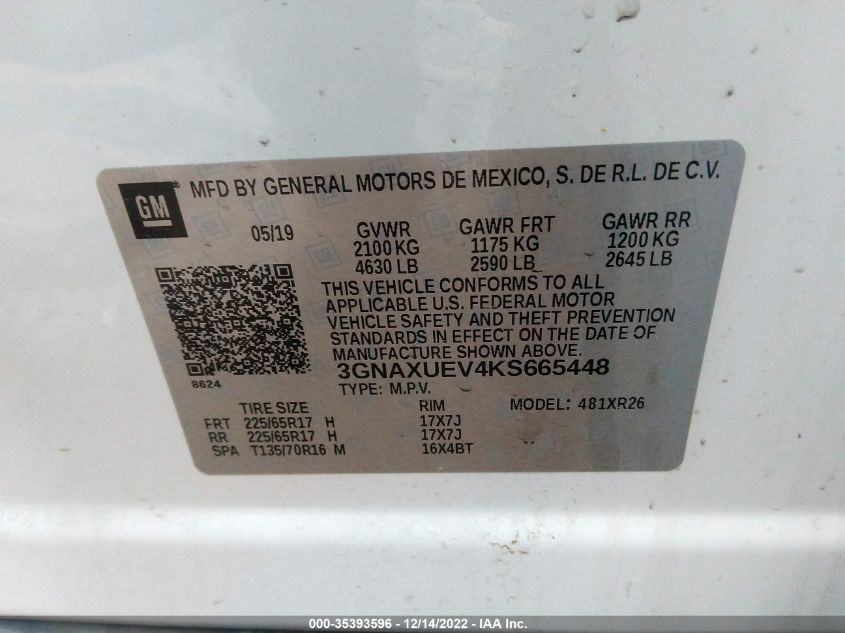 GM ® MFD BY GENERAL MOTORS DE MEXICO, S. DE R.L. DE C.V.
05/19 GVWR GAWR FRT GAWR RR
2100 KG 1175 KG 1200 KG
4630 LB 2590 LB 2645 LB
THIS VEHICLE CONFORMS TO ALL
APPLICABLE U.S. FEDERAL MOTOR
VEHICLE SAFETY AND THEFT PREVENTION
STANDARDS IN EFFECT ON THE DATE OF
MANUFACTURE SHOWN ABOVE.
8624 3GNAXUEV4KS665448
TYPE: M.P.V.
TIRE SIZE RIM MODEL: 481XR26
FRT 225/65R17 H 17X7J
RR 225/65R17 H 17X7J
SPA T135/70R16 M 16X4BT
000-35393596 - 12/14/2022 - IAA Inc.